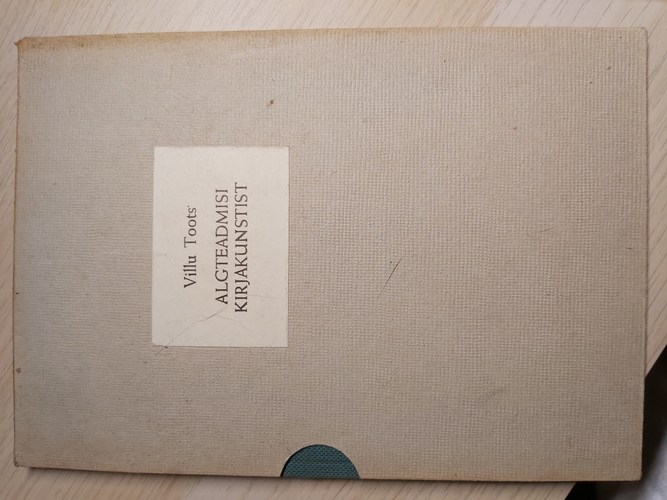 Villu Toots'
ALGTEADMISI
KIRJAKUNSTIST